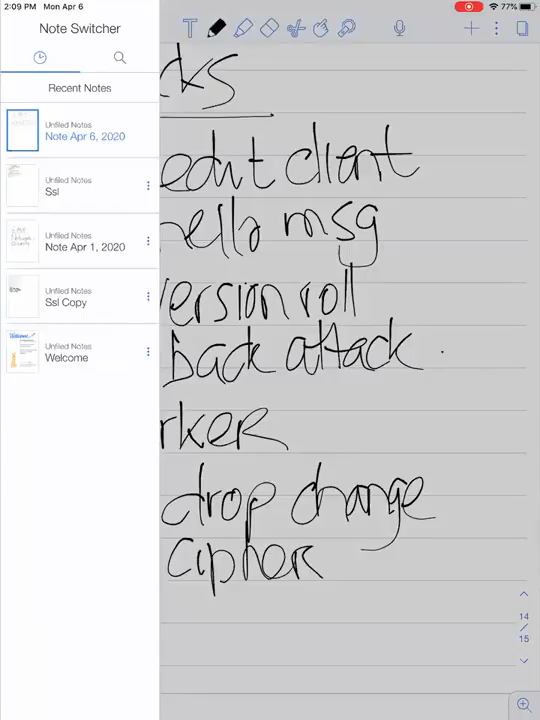 2:09 PM Mon Apr 6
77%
Note Switcher
Recent Notes
Unfiled Notes
Note Apr 6, 2020
Unfiled Notes
Ssl
Unfiled Notes
Note Apr 1, 2020
Unfiled Notes
Ssl Copy
Unfiled Notes
Welcome
cks
edit client
hello msg
version roll
back attack
rker
drop change
cipher
14
/
15